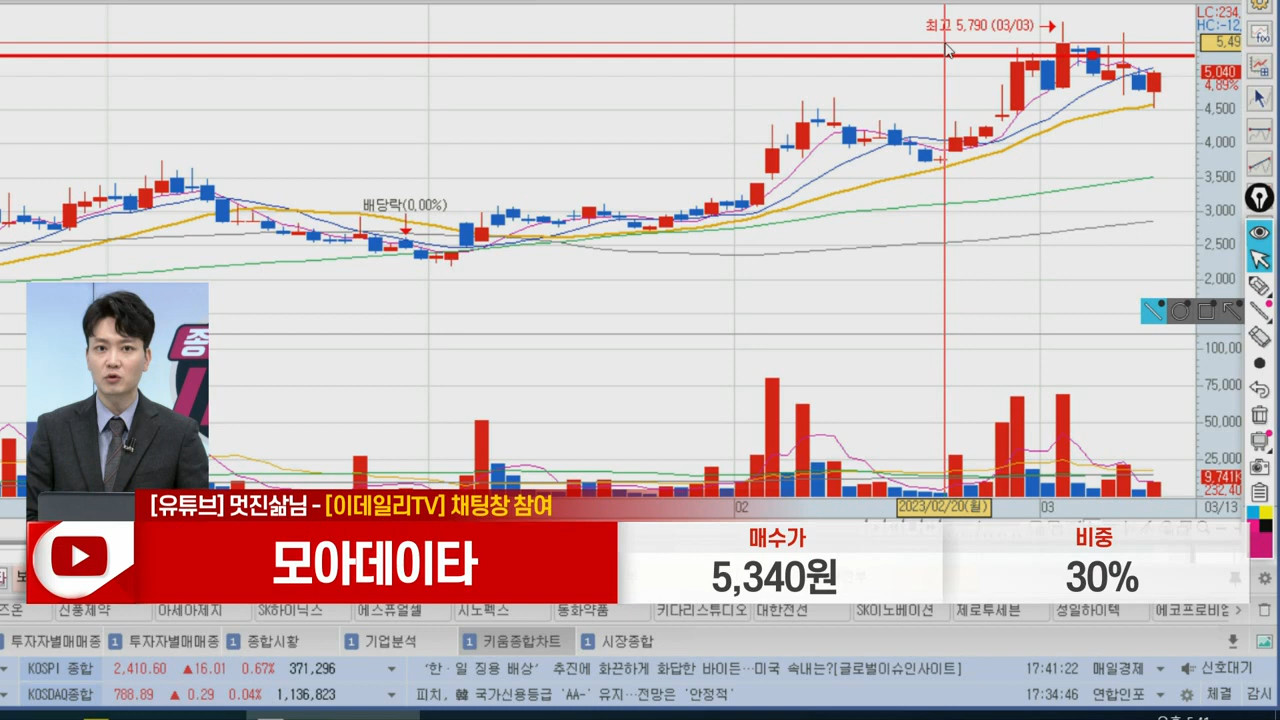 최고 5,790 (03/03)
LC:234,
HC:-12,
5,49
5,040
4.89%
4,500
4,000
3,500
3,000
2,500
2,000
배당락(0.00%)
100,00
75,000
50,000
25,000
9,741K
232,40
02
2023/02/20(월)
03
03/13
[유튜브] 멋진삶님 - [이데일리TV] 채팅창 참여
모아데이타
매수가
5,340원
비중
30%
즈온 신풍제약 아세아제지 SK하이닉스 에스퓨얼셀 시노펙스 동화약품 키다리스튜디오 대한전선 SK이노베이션 제로투세븐 성일하이텍 에코프로비엠
투자자별매매종 1 투자자별매매종 1 종합시황 1 기업분석 1 키움종합차트 1 시장종합
KOSPI 종합 2,410.60 ▲16.01 0.67% 371,296 '한·일 징용 배상' 추진에 화끈하게 화답한 바이든…미국 속내는?[글로벌이슈인사이트] 17:41:22 매일경제 신호대기
KOSDAQ종합 788.89 ▲ 0.29 0.04% 1,136,823 피치, 韓 국가신용등급 'AA-' 유지…전망은 '안정적' 17:34:46 연합인포 체결 감시